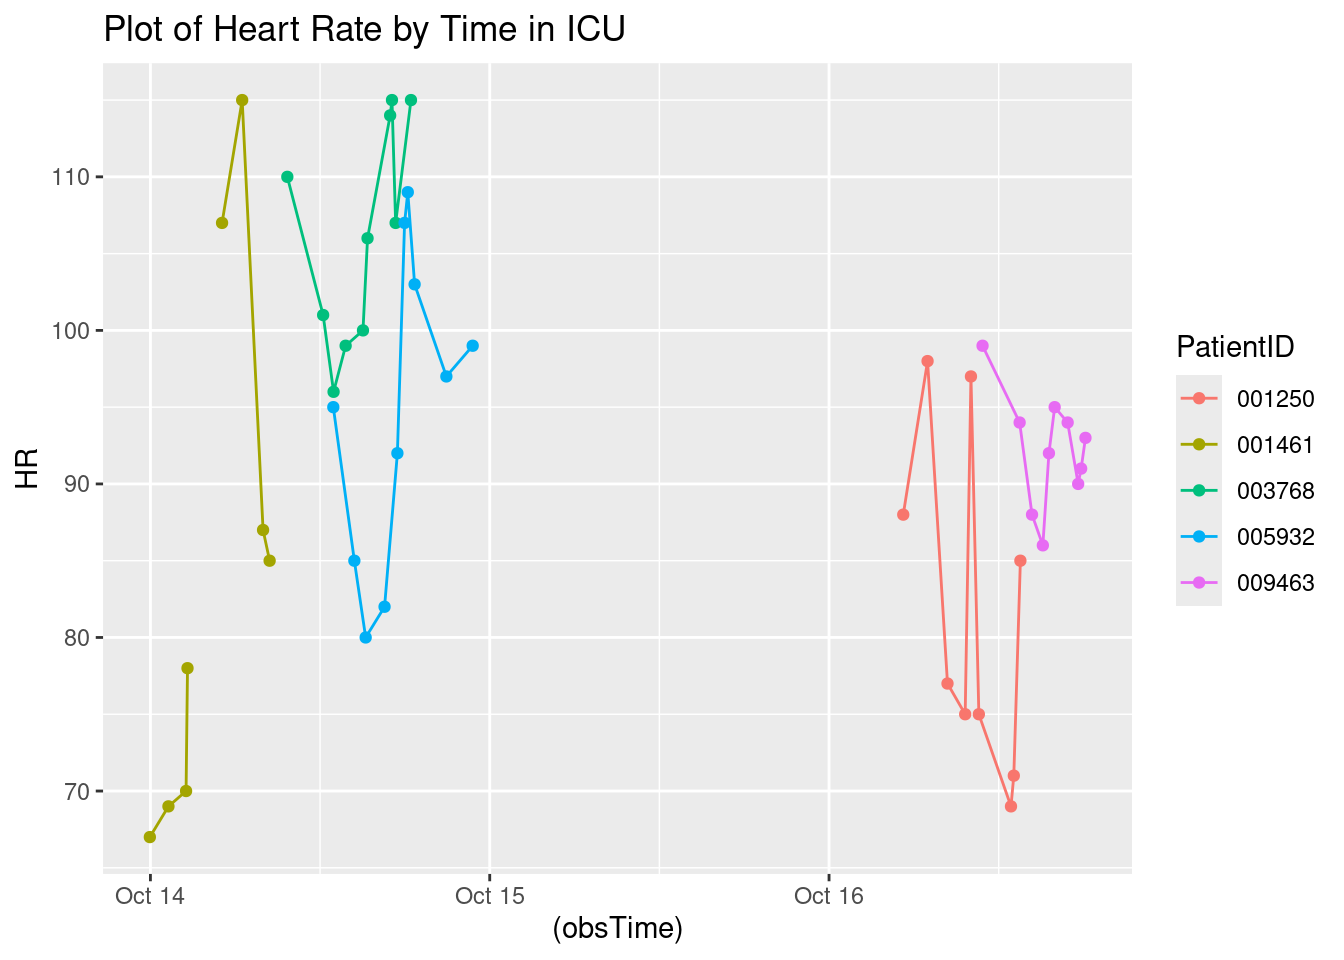 Plot of Heart Rate by Time in ICU
110
100
90
80
70
HR
Oct 14
Oct 15
Oct 16
(obsTime)
PatientID
001250
001461
003768
005932
009463